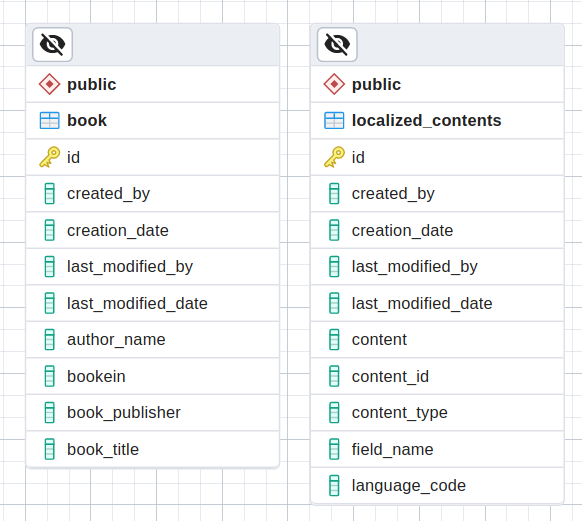 public
book
id
created_by
creation_date
last_modified_by
last_modified_date
author_name
bookein
book_publisher
book_title
public
localized_contents
id
created_by
creation_date
last_modified_by
last_modified_date
content
content_id
content_type
field_name
language_code